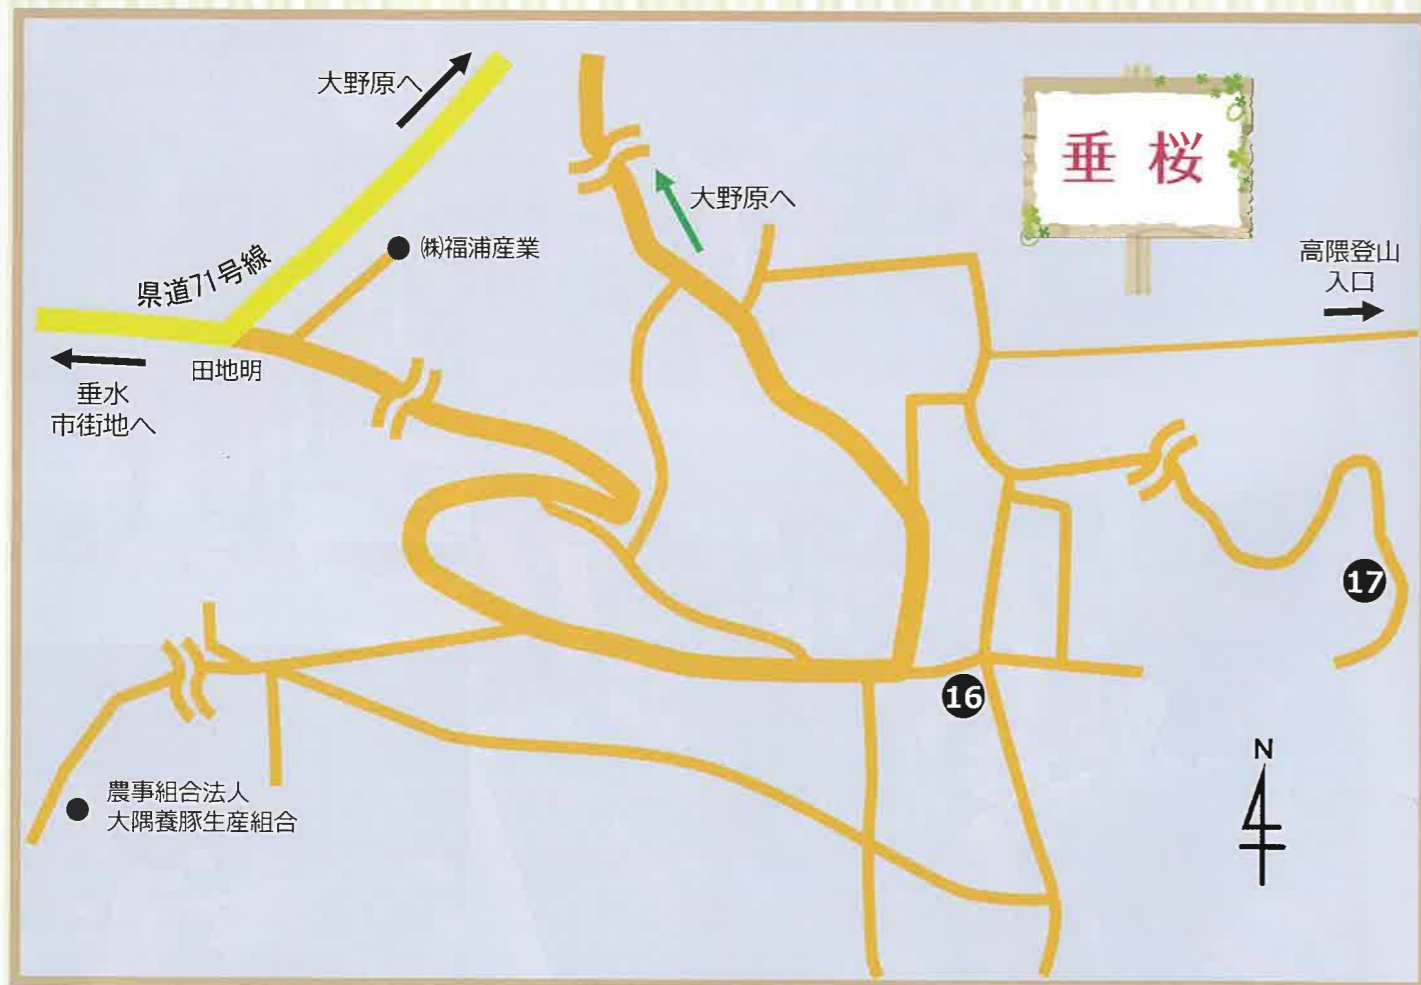 大野原へ
垂 桜
大野原へ
㈱福浦産業
高隈登山
入口
県道71号線
田地明
垂水
市街地へ
17
16
N
農事組合法人
大隅養豚生産組合